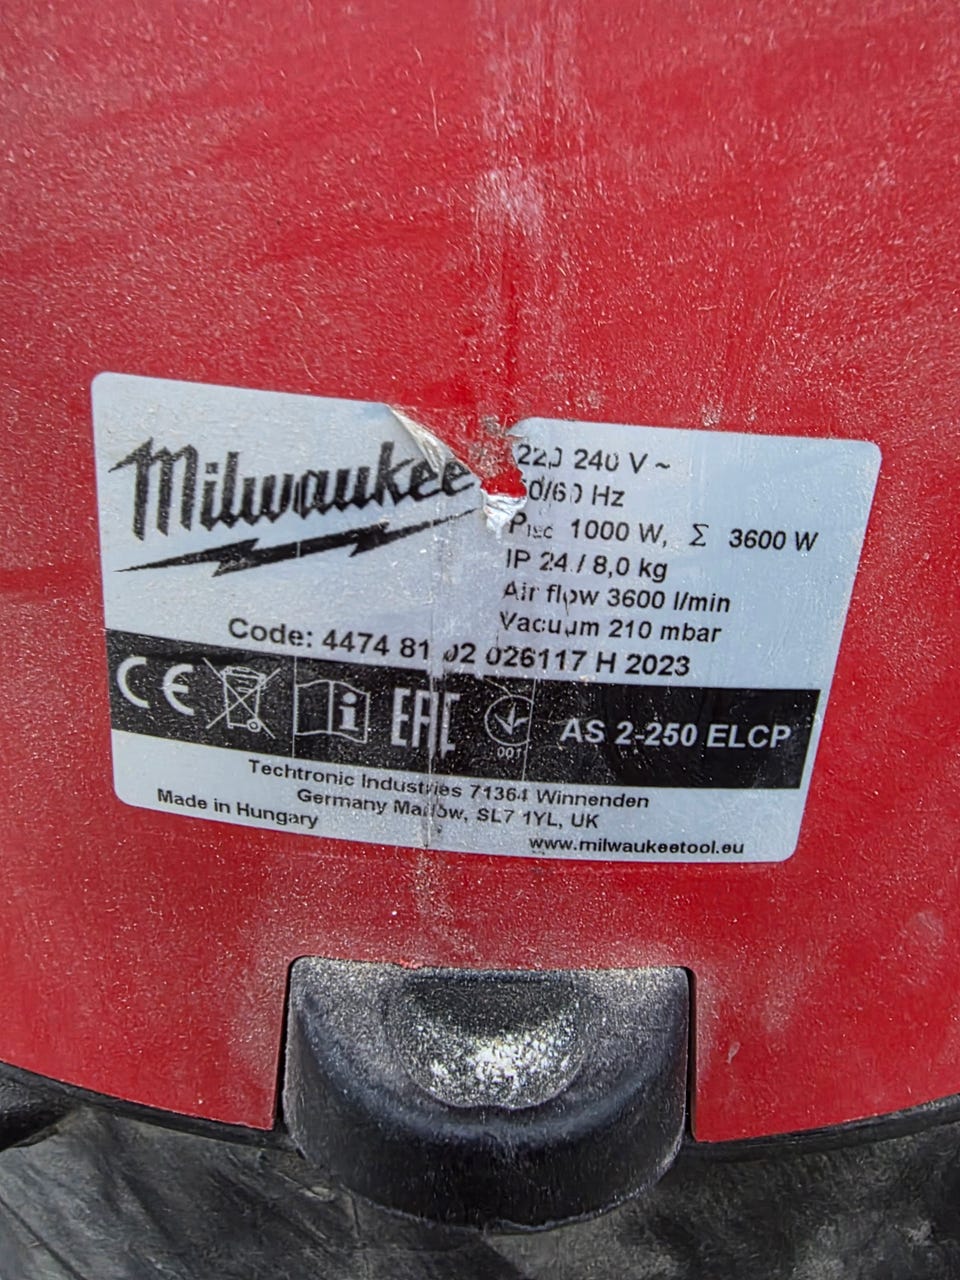 Milwaukee
220 240 V ~
50/60 Hz
1000 W, Σ 3600 W
IP 24 / 8,0 kg
Air flow 3600 l/min
Vacuum 210 mbar
Code: 4474 81 02 026117 H 2023
CE
i
EAC
001
AS 2-250 ELCP
Techtronic Industries 71364 Winnenden
Germany Marlow, SL7 1YL, UK
Made in Hungary
www.milwaukeetool.eu